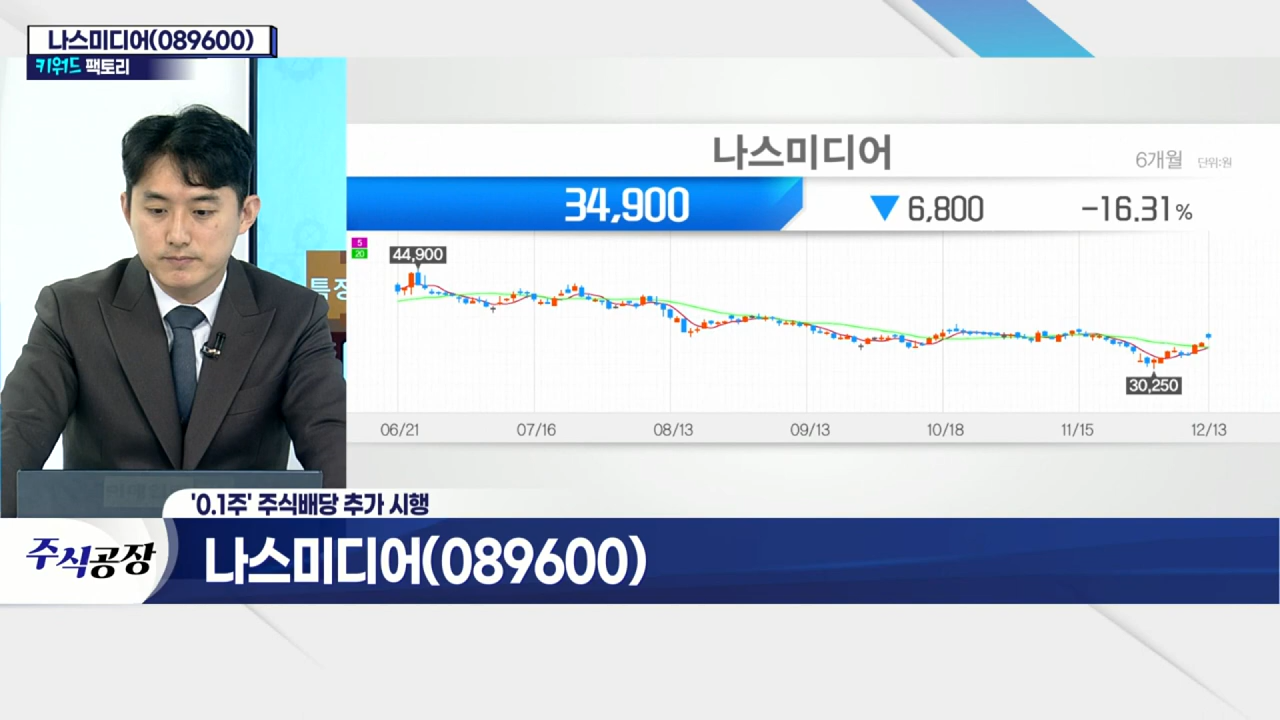 나스미디어(089600)
키워드 팩토리
나스미디어
6개월 단위:원
34,900 ▼ 6,800 -16.31%
5
20
44,900
30,250
06/21 07/16 08/13 09/13 10/18 11/15 12/13
특징
'0.1주' 주식배당 추가 시행
주식공장
나스미디어(089600)